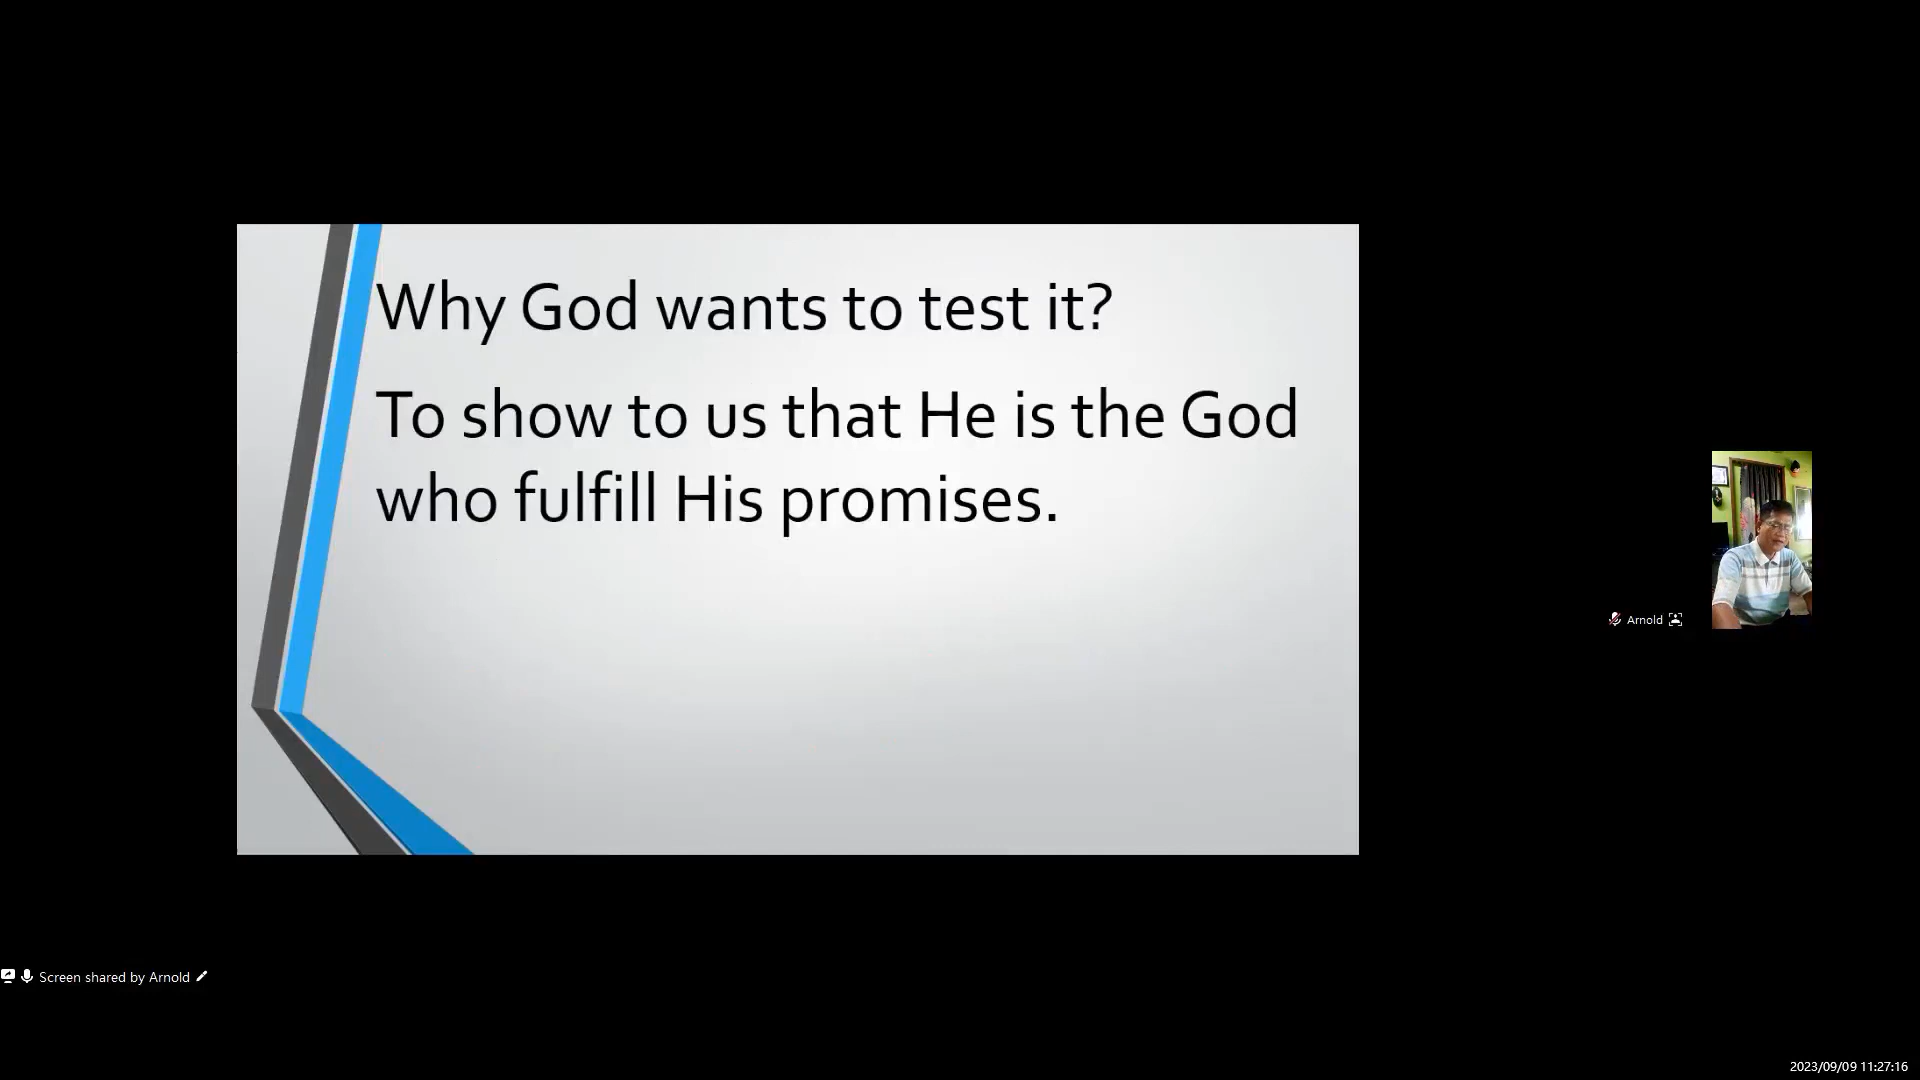 Why God wants to test it?
To show to us that He is the God
who fulfill His promises.
Arnold
Screen shared by Arnold
2023/09/09 11:27:16